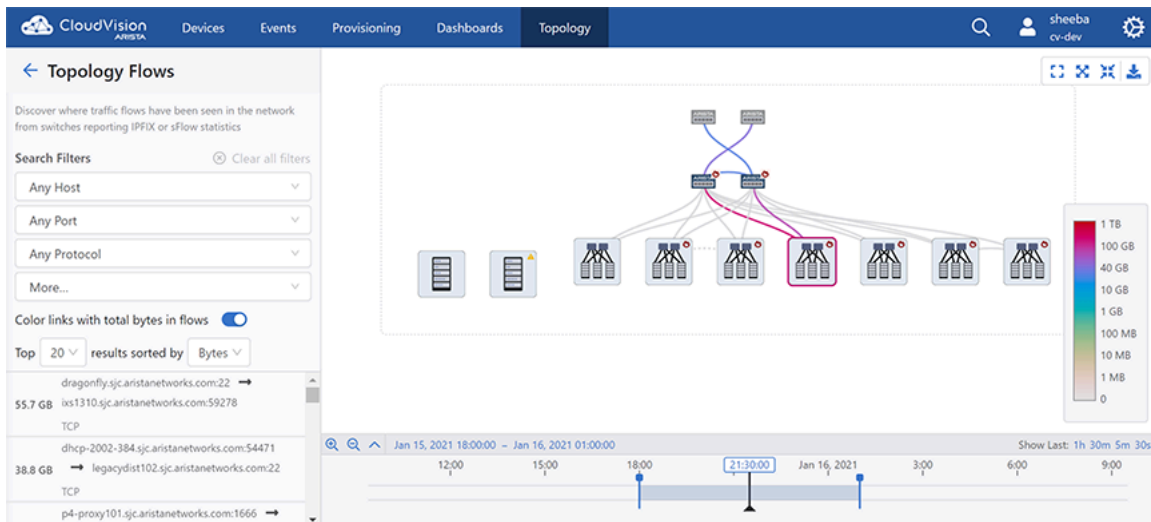 CloudVision
ARISTA
Devices
Events
Provisioning
Dashboards
Topology
sheeba
cv-dev
Topology Flows
Discover where traffic flows have been seen in the network
from switches reporting IPFIX or sFlow statistics
Search Filters
Clear all filters
Any Host
Any Port
Any Protocol
More...
Color links with total bytes in flows
Top 20 results sorted by Bytes
dragonfly.sjc.aristanetworks.com:22 →
55.7 GB ixs1310.sjc.aristanetworks.com:59278
TCP
dhcp-2002-384.sjc.aristanetworks.com:54471
38.8 GB → legacydist102.sjc.aristanetworks.com:22
TCP
p4-proxy101.sjc.aristanetworks.com:1666 →
1 TB
100 GB
40 GB
10 GB
1 GB
100 MB
10 MB
1 MB
0
Jan 15, 2021 18:00:00 – Jan 16, 2021 01:00:00
Show Last: 1h 30m 5m 30s
12:00
15:00
18:00
21:30:00
Jan 16, 2021
3:00
6:00
9:00